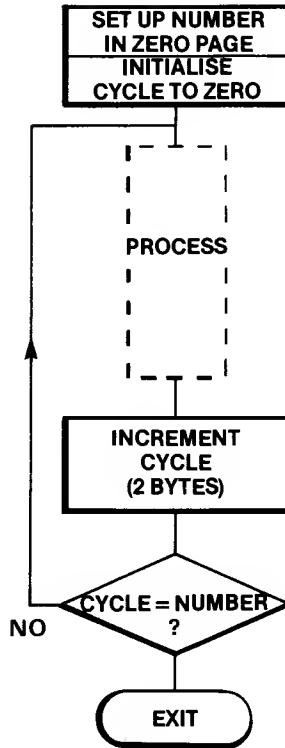 SET UP NUMBER
IN ZERO PAGE
INITIALISE
CYCLE TO ZERO
PROCESS
INCREMENT
CYCLE
(2 BYTES)
CYCLE = NUMBER
?
NO
EXIT